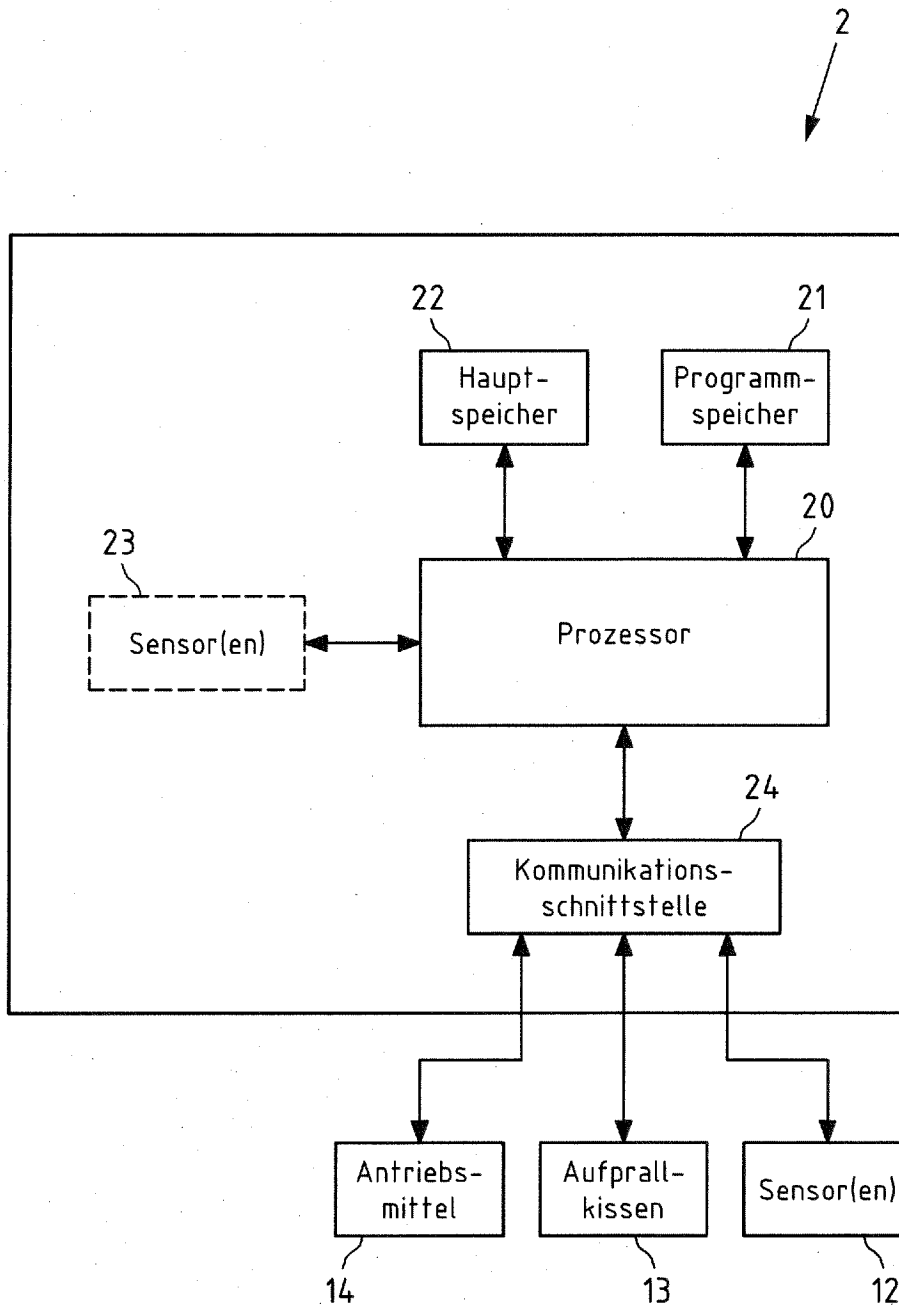 2
22
21
Haupt-
speicher
Programm-
speicher
20
23
Sensor(en)
Prozessor
24
Kommunikations-
schnittstelle
Antriebs-
mittel
Aufprall-
kissen
Sensor(en)
14
13
12